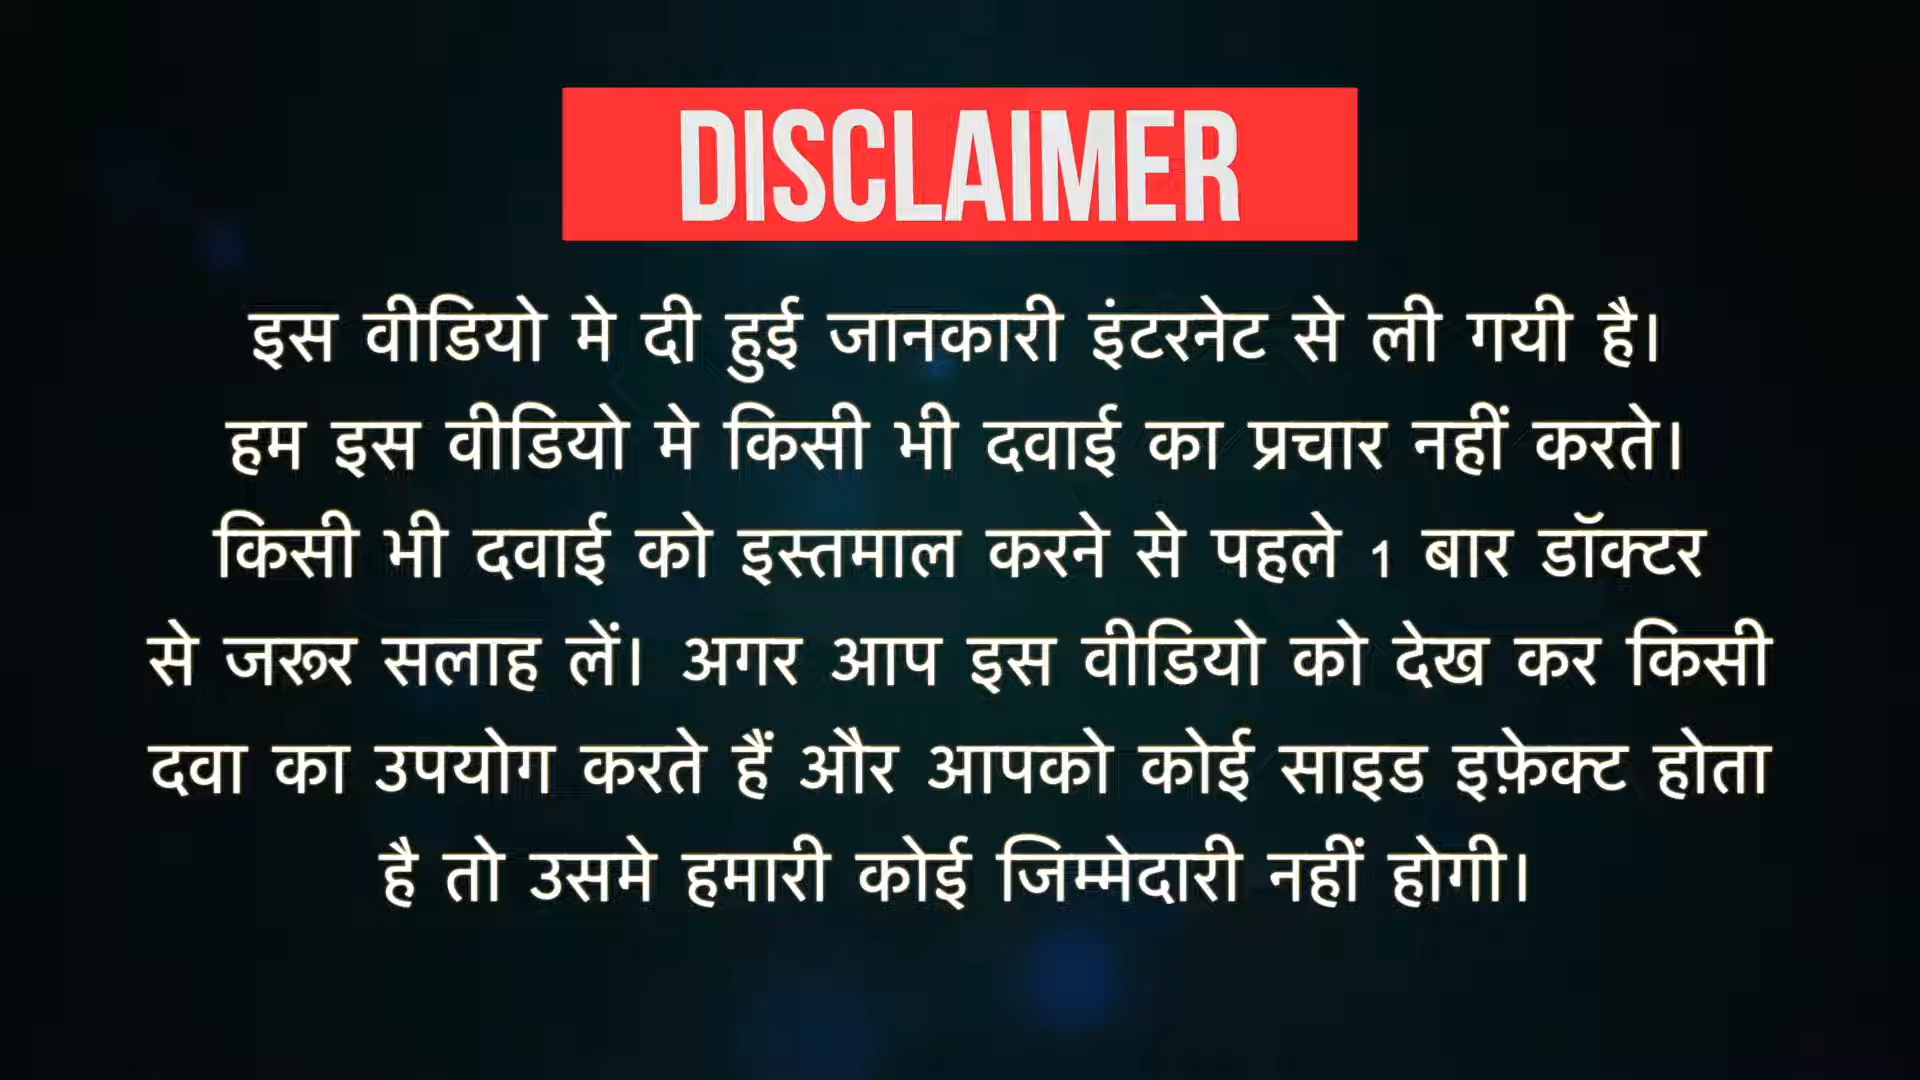 DISCLAIMER
इस वीडियो मे दी हुई जानकारी इंटरनेट से ली गयी है।
हम इस वीडियो मे किसी भी दवाई का प्रचार नहीं करते।
किसी भी दवाई को इस्तमाल करने से पहले 1 बार डॉक्टर
से जरूर सलाह लें। अगर आप इस वीडियो को देख कर किसी
दवा का उपयोग करते हैं और आपको कोई साइड इफ़ेक्ट होता
है तो उसमे हमारी कोई जिम्मेदारी नहीं होगी।